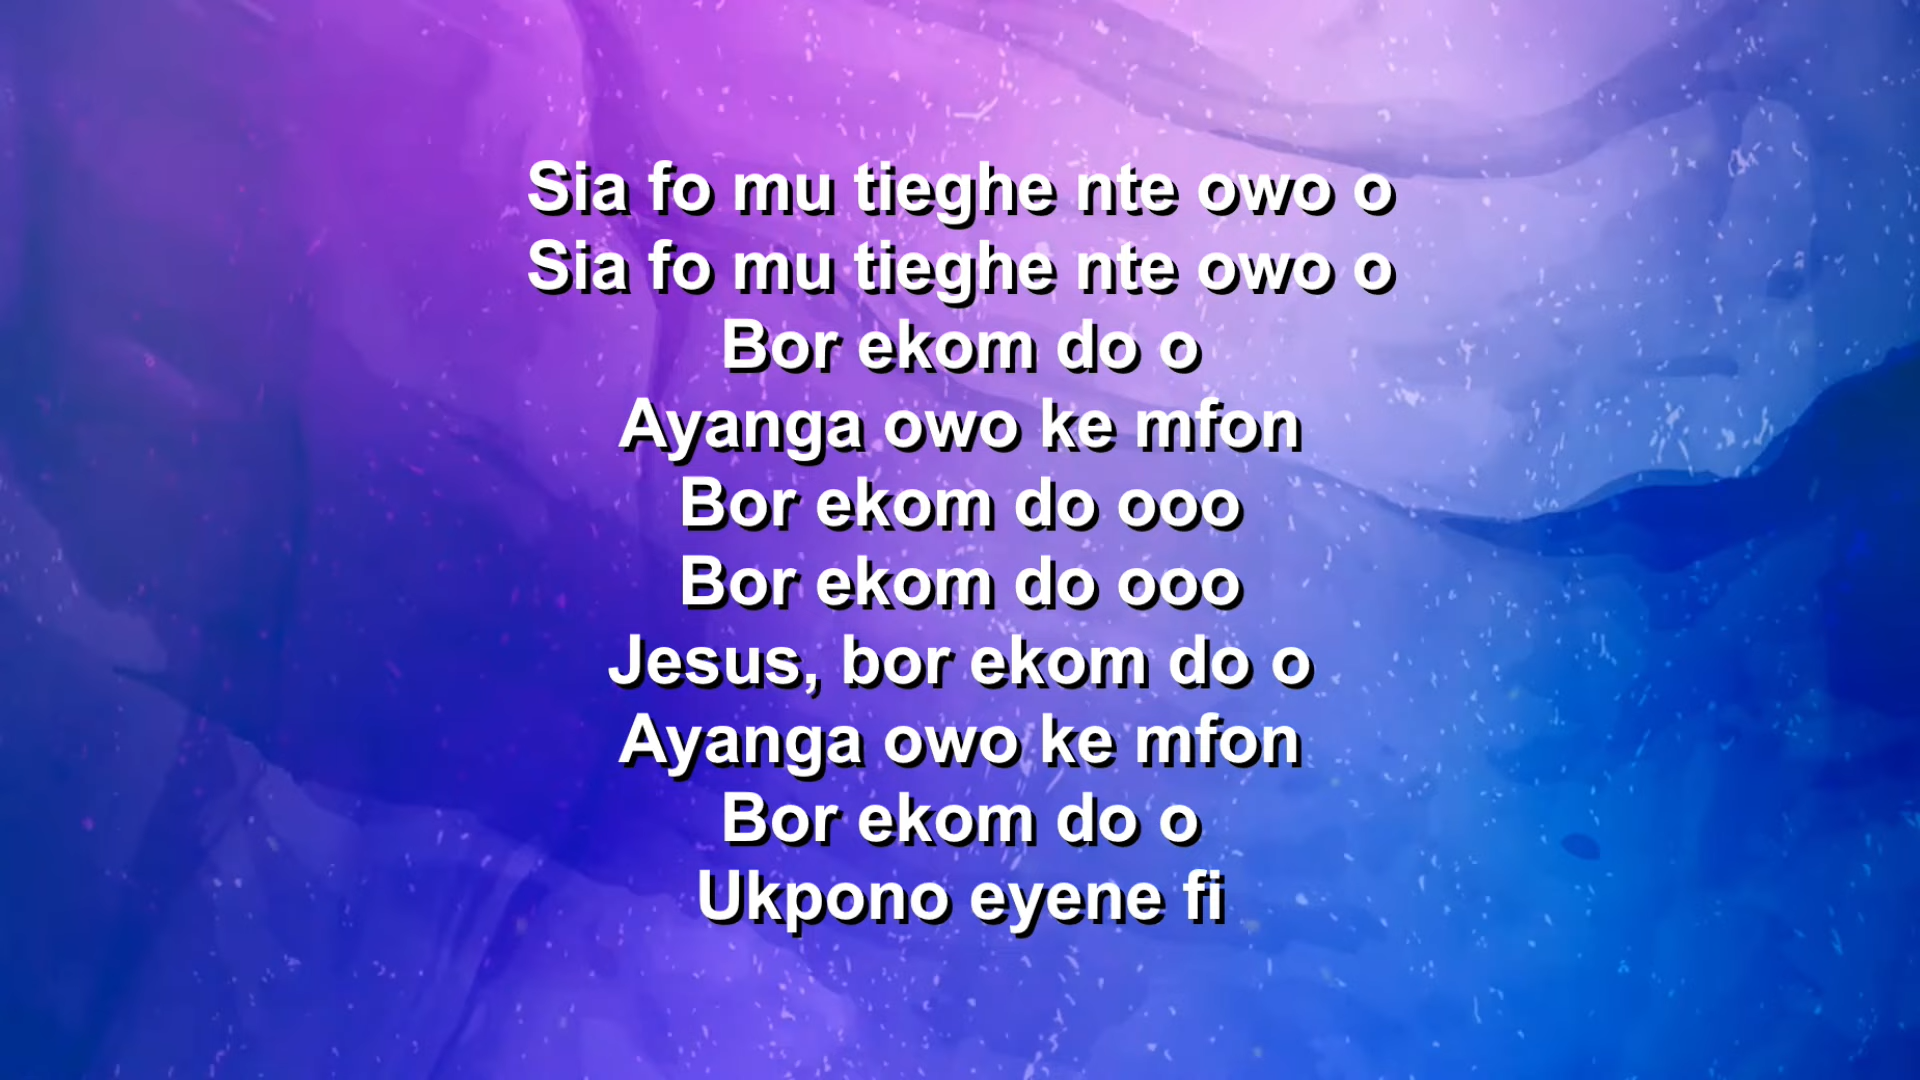 Sia fo mu tieghe nte owo o
Sia fo mu tieghe nte owo o
Bor ekom do o
Ayanga owo ke mfon
Bor ekom do ooo
Bor ekom do ooo
Jesus, bor ekom do o
Ayanga owo ke mfon
Bor ekom do o
Ukpono eyene fi